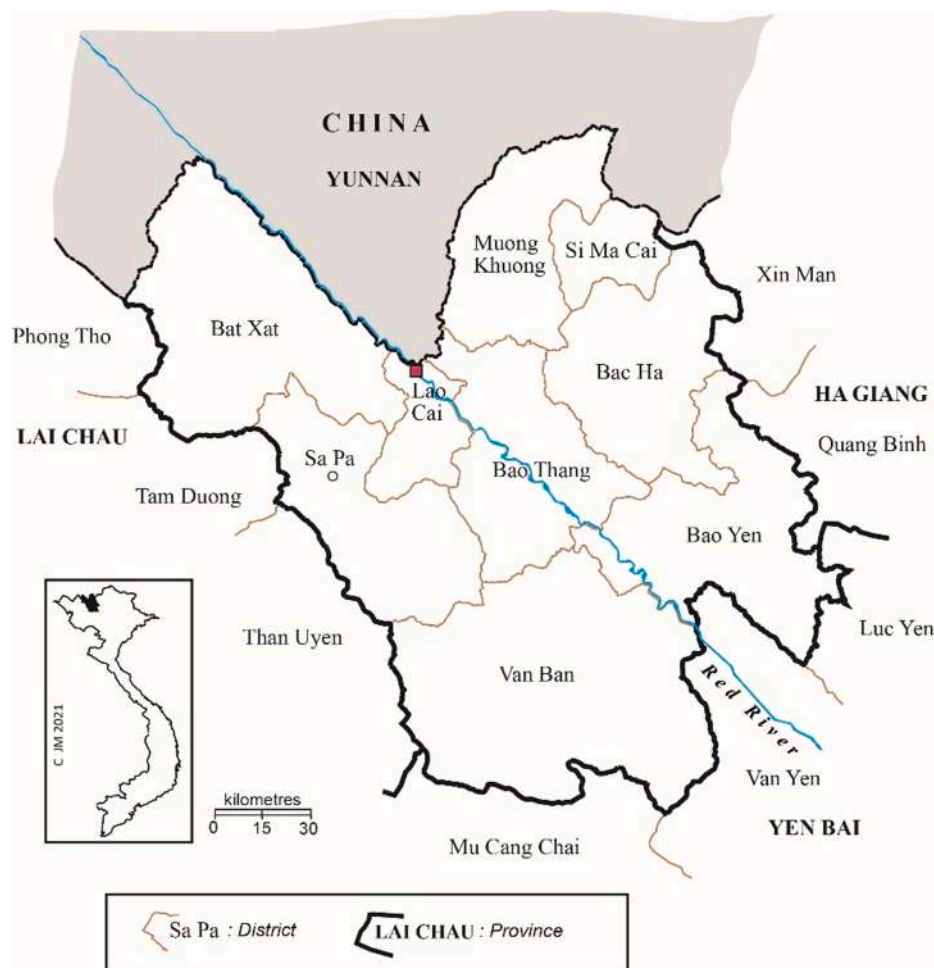 CHINA
YUNNAN
Muong
Khuong
Si Ma Cai
Xin Man
Phong Tho
Bat Xat
Bac Ha
Lao
Cai
HA GIANG
LAI CHAU
Quang Binh
Sa Pa
Bao Thang
Tam Duong
Bao Yen
Than Uyen
Luc Yen
Van Ban
Red River
C JM 2021
Van Yen
kilometres
0 15 30
YEN BAI
Mu Cang Chai
Sa Pa : District
LAI CHAU : Province